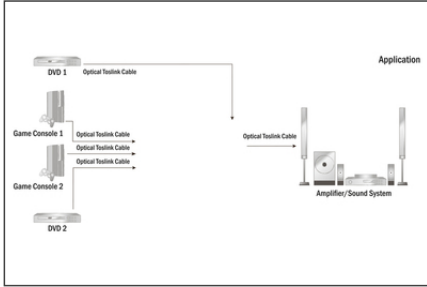 Application
DVD 1
Optical Toslink Cable
Game Console 1
Optical Toslink Cable
Optical Toslink Cable
Optical Toslink Cable
Optical Toslink Cable
Game Console 2
Amplifier/Sound System
DVD 2